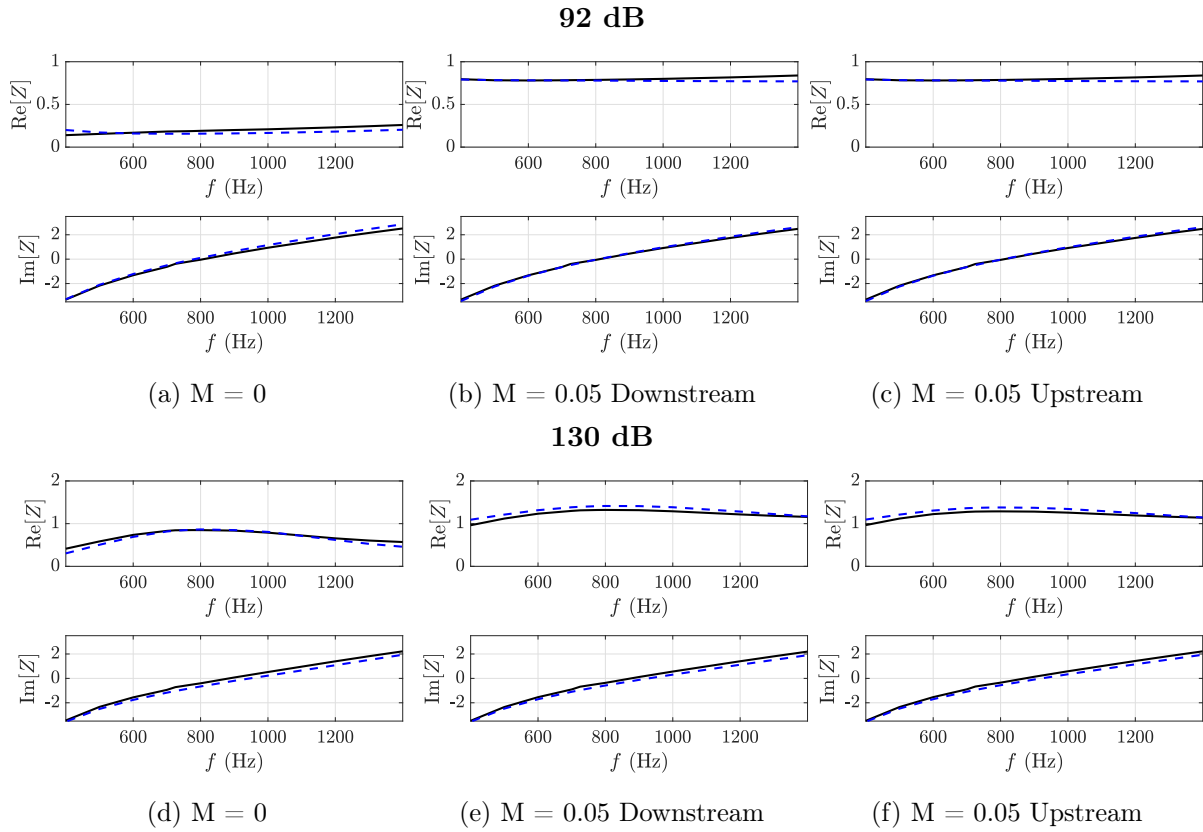 92 dB
Re[Z]
1
0.5
0
600 800 1000 1200
f (Hz)
Re[Z]
1
0.5
0
600 800 1000 1200
f (Hz)
Re[Z]
1
0.5
0
600 800 1000 1200
f (Hz)
Im[Z]
2
0
-2
600 800 1000 1200
f (Hz)
Im[Z]
2
0
-2
600 800 1000 1200
f (Hz)
Im[Z]
2
0
-2
600 800 1000 1200
f (Hz)
(a) M = 0
(b) M = 0.05 Downstream
(c) M = 0.05 Upstream
130 dB
Re[Z]
2
1
0
600 800 1000 1200
f (Hz)
Re[Z]
2
1
0
600 800 1000 1200
f (Hz)
Re[Z]
2
1
0
600 800 1000 1200
f (Hz)
Im[Z]
2
0
-2
600 800 1000 1200
f (Hz)
Im[Z]
2
0
-2
600 800 1000 1200
f (Hz)
Im[Z]
2
0
-2
600 800 1000 1200
f (Hz)
(d) M = 0
(e) M = 0.05 Downstream
(f) M = 0.05 Upstream